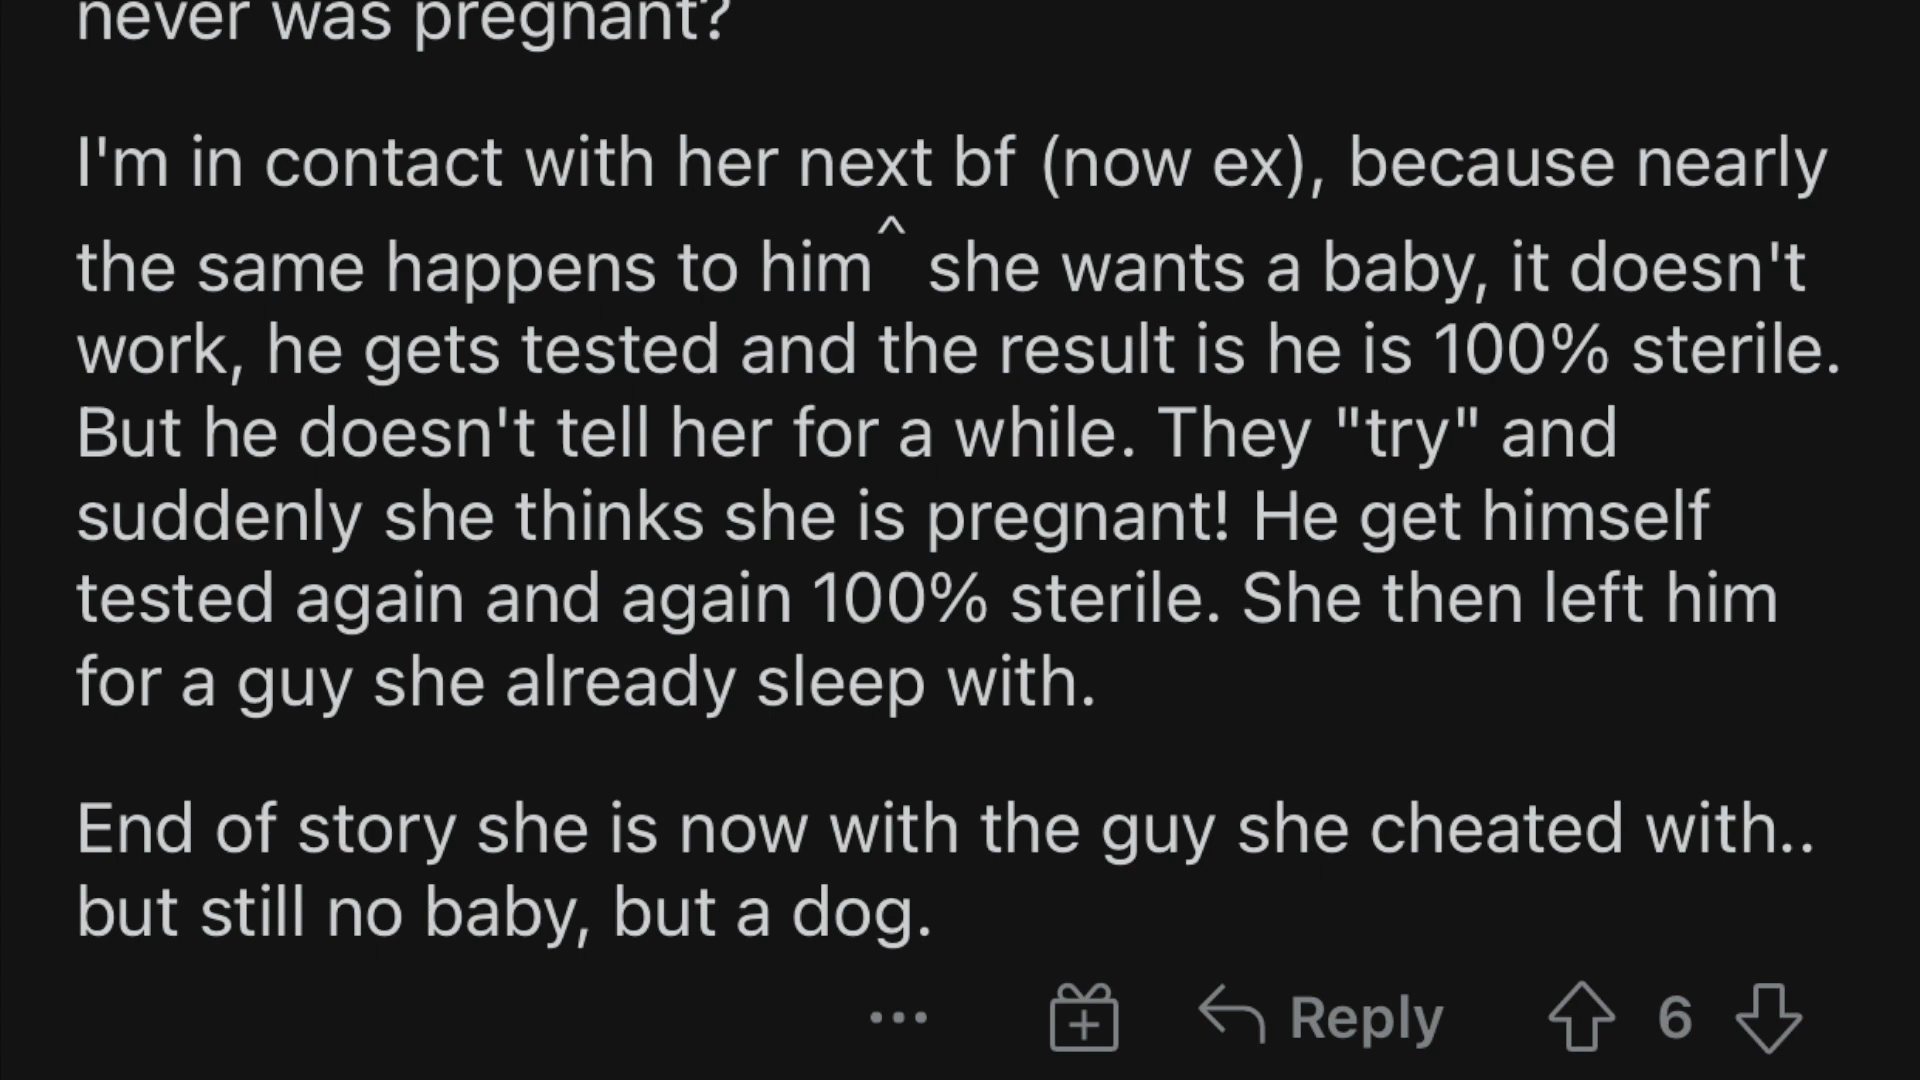 never was pregnant?
I'm in contact with her next bf (now ex), because nearly
the same happens to him^ she wants a baby, it doesn't
work, he gets tested and the result is he is 100% sterile.
But he doesn't tell her for a while. They "try" and
suddenly she thinks she is pregnant! He get himself
tested again and again 100% sterile. She then left him
for a guy she already sleep with.
End of story she is now with the guy she cheated with..
but still no baby, but a dog.
... Reply 6